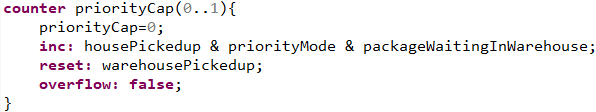 counter priorityCap(0..1){
    priorityCap=0;
    inc: housePickedup & priorityMode & packageWaitingInWarehouse;
    reset: warehousePickedup;
    overflow: false;
}